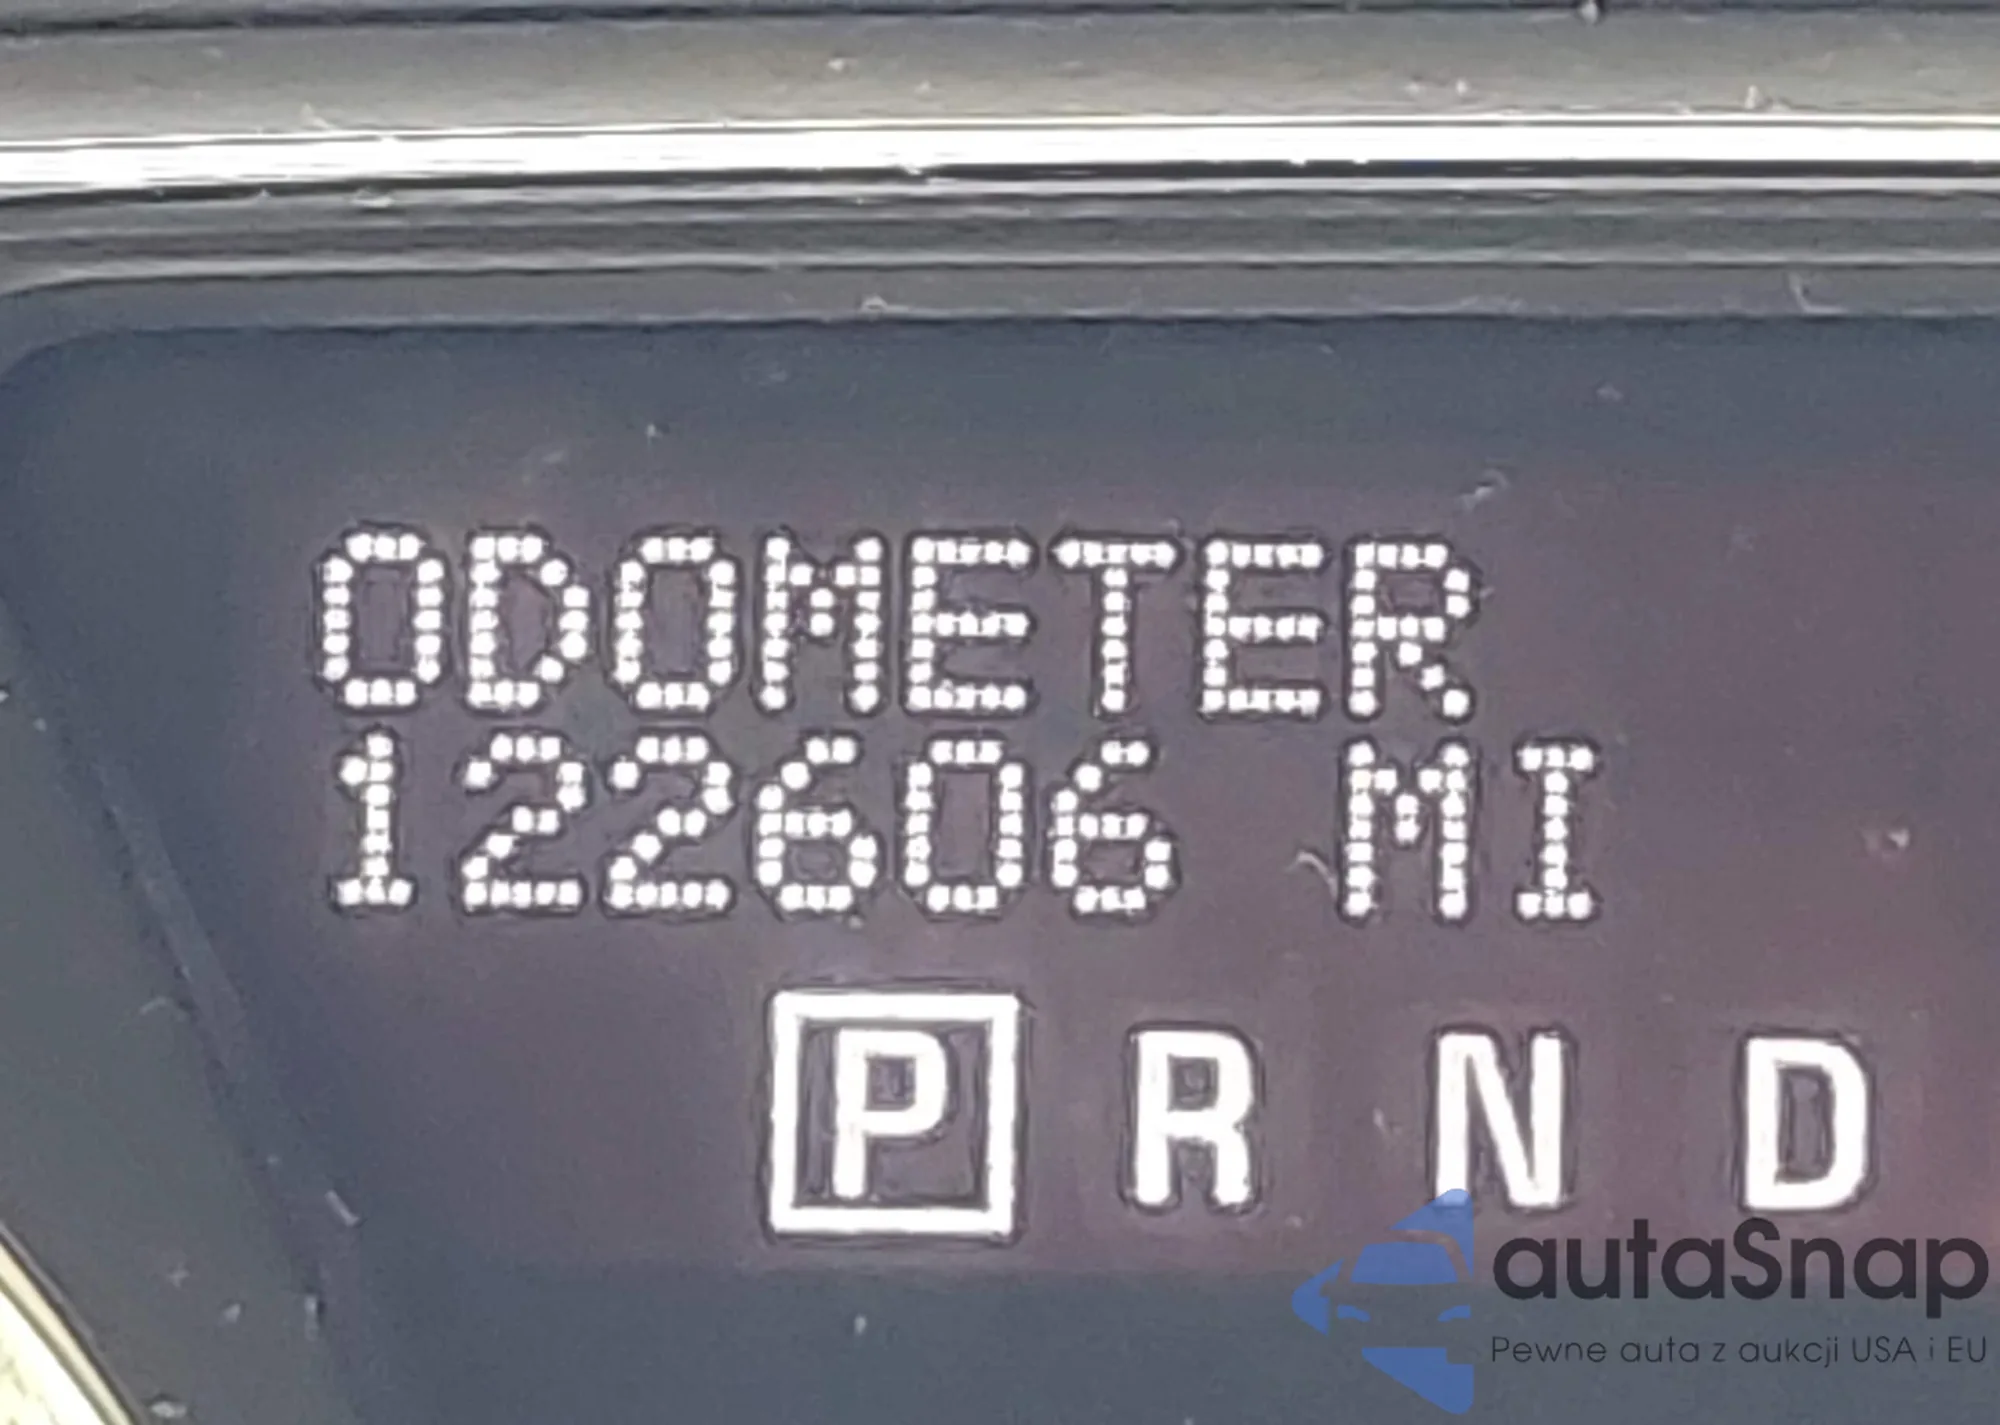 ODOMETER
122606 MI
P R N D
autaSnap
Pewne auta z aukcji USA i EU